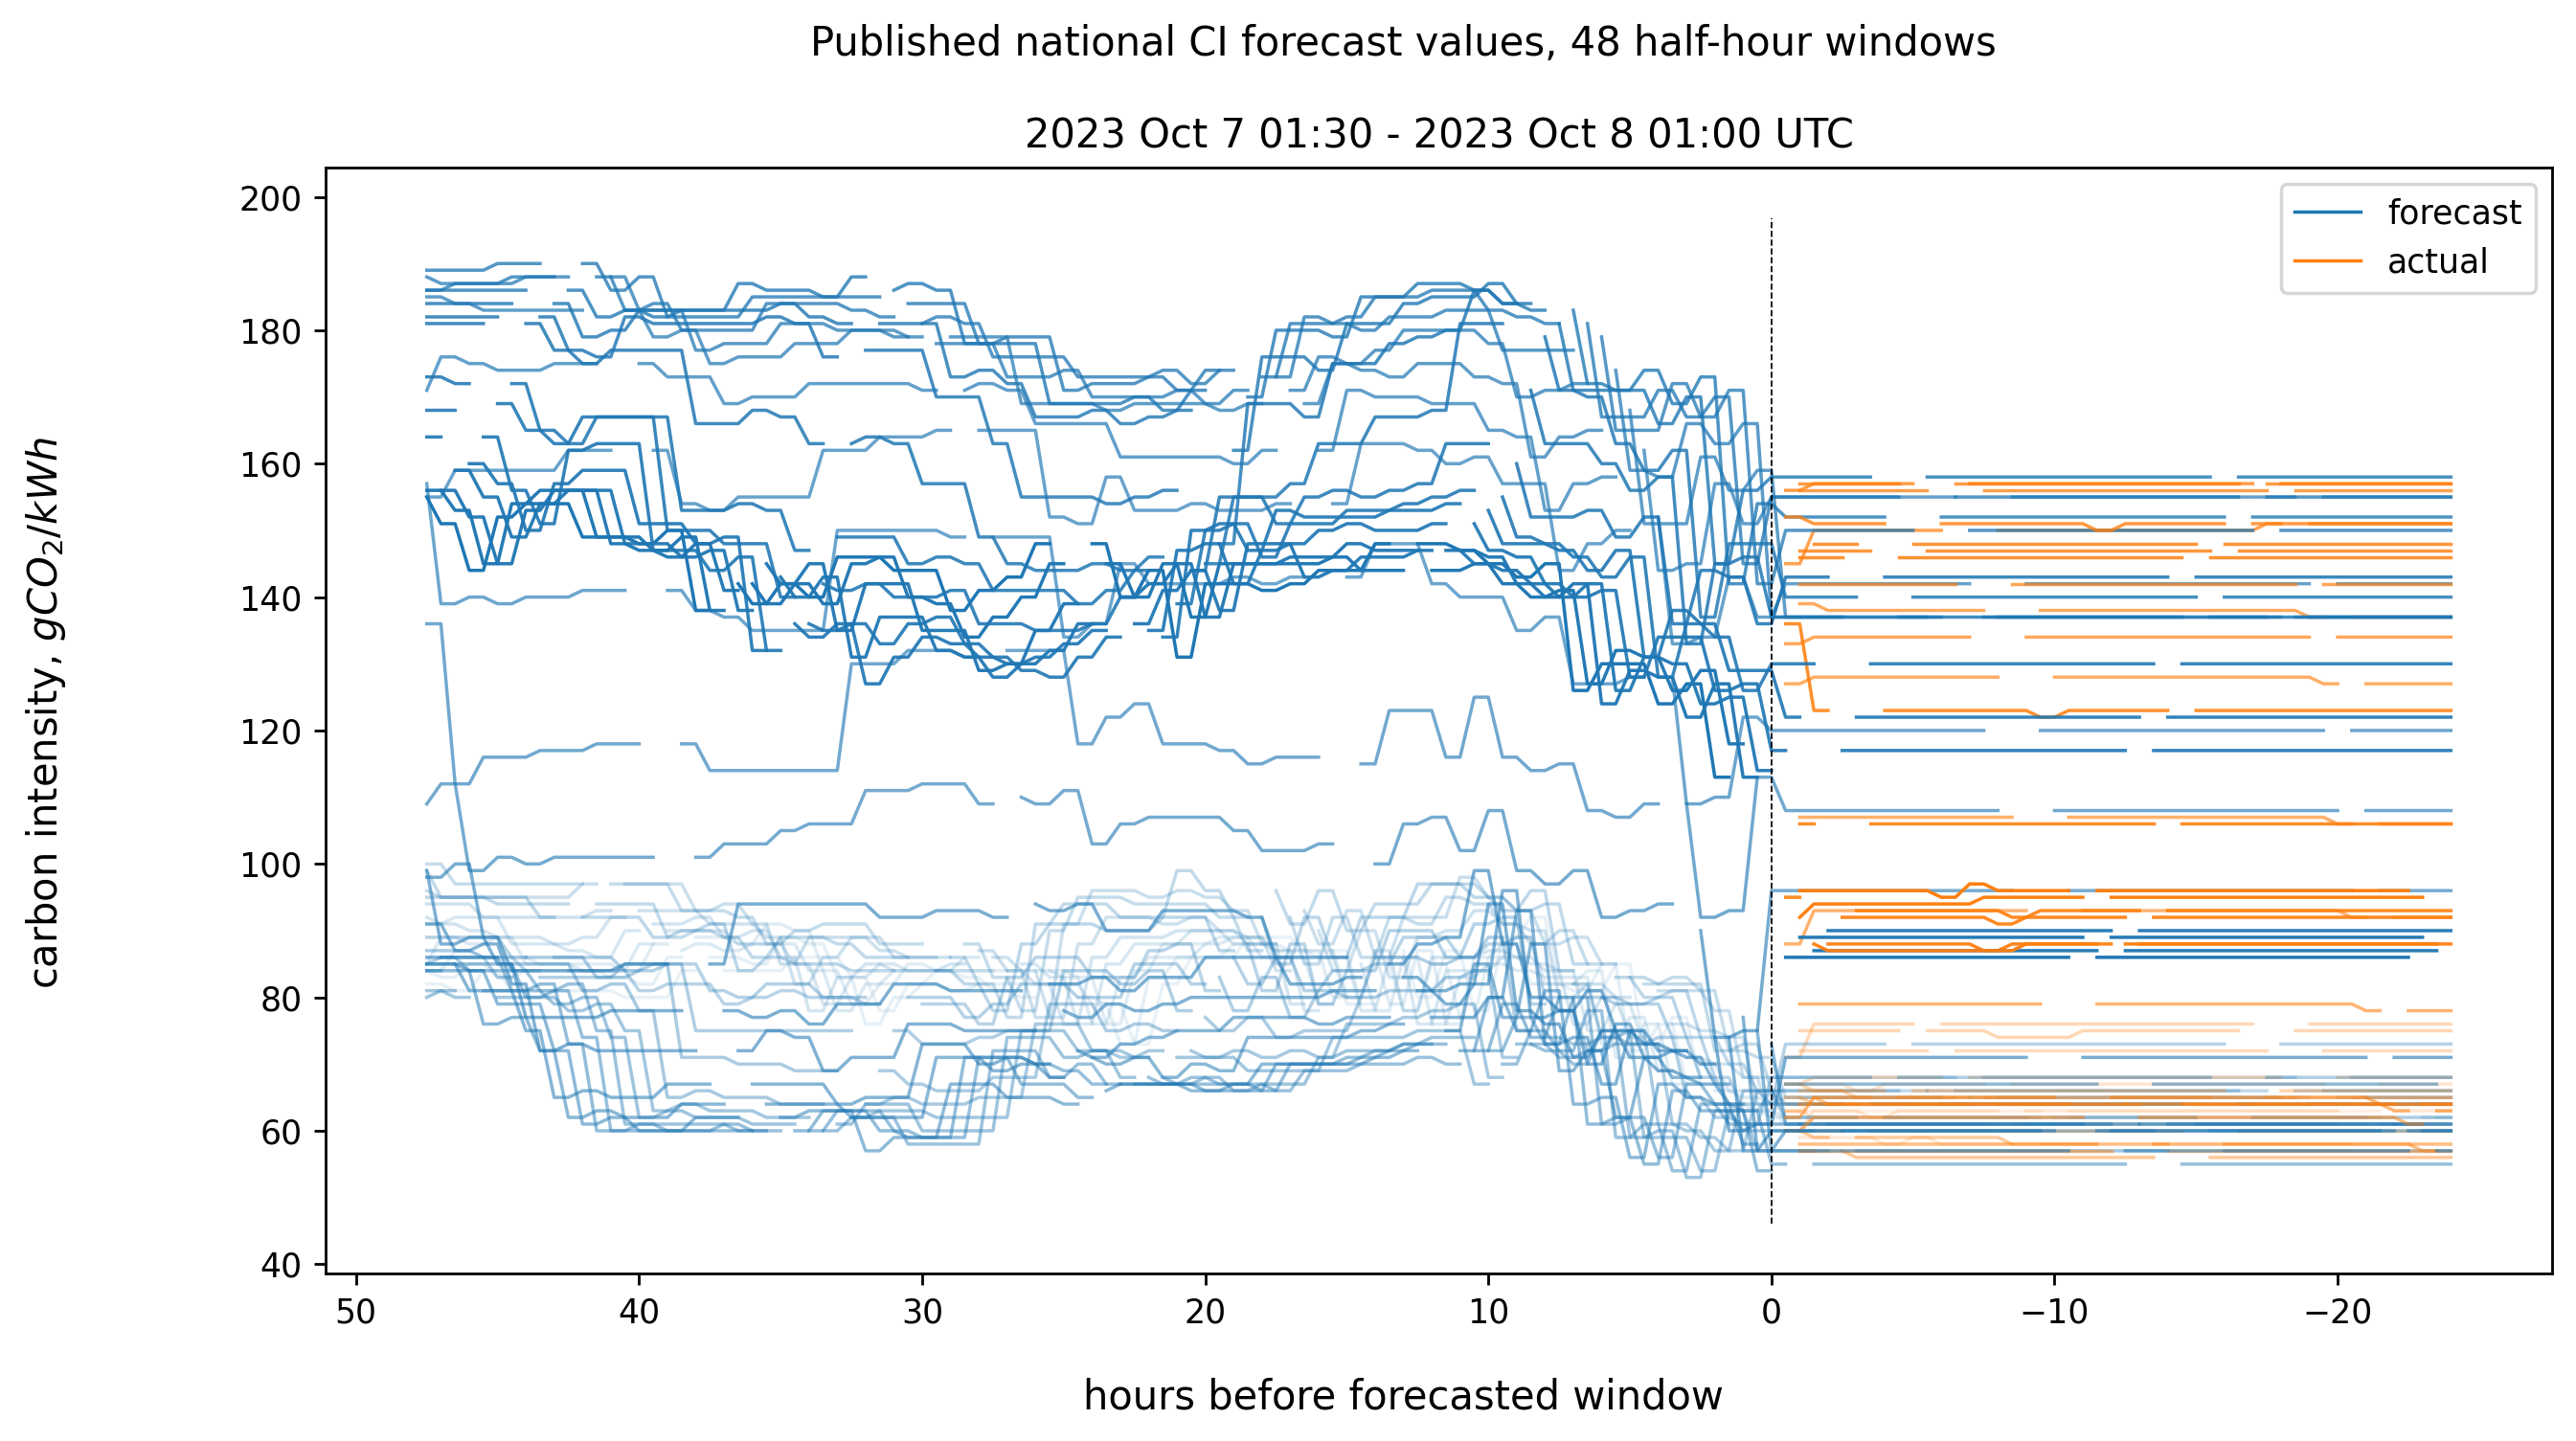 Published national CI forecast values, 48 half-hour windows
2023 Oct 7 01:30 - 2023 Oct 8 01:00 UTC
carbon intensity, gCO₂/kWh
200
180
160
140
120
100
80
60
40
forecast
actual
50
40
30
20
10
0
−10
−20
hours before forecasted window